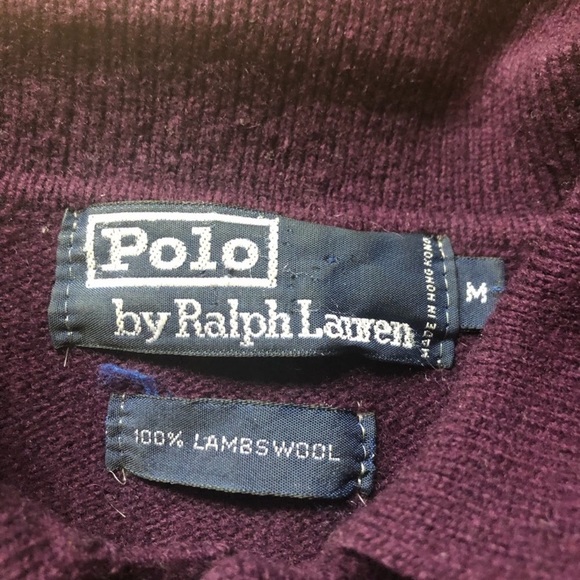 Polo
by Ralph Lauren
MADE IN HONG KONG
M
100% LAMBSWOOL